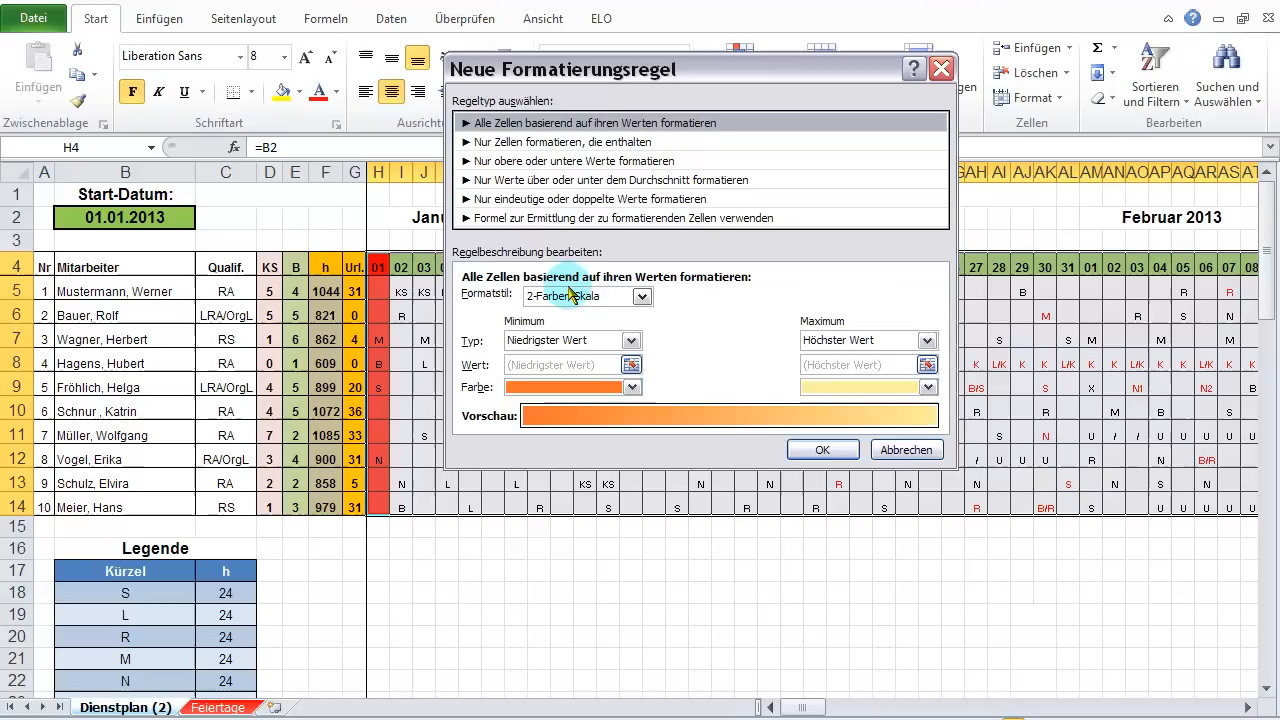 Datei Start Einfügen Seitenlayout Formeln Daten Überprüfen Ansicht ELO
Einfügen
Zwischenablage
Liberation Sans 8
F K U A
Schriftart
Ausrichtu
Einfügen
Löschen
Format
Zellen
Sortieren und Filtern
Suchen und Auswählen
Bearbeiten
Neue Formatierungsregel
Regeltyp auswählen:
► Alle Zellen basierend auf ihren Werten formatieren
► Nur Zellen formatieren, die enthalten
► Nur obere oder untere Werte formatieren
► Nur Werte über oder unter dem Durchschnitt formatieren
► Nur eindeutige oder doppelte Werte formatieren
► Formel zur Ermittlung der zu formatierenden Zellen verwenden
Regelbeschreibung bearbeiten:
Alle Zellen basierend auf ihren Werten formatieren:
Formatstil: 2-Farben-Skala
Minimum Maximum
Typ: Niedrigster Wert Höchster Wert
Wert: (Niedrigster Wert) (Höchster Wert)
Farbe:
Vorschau:
OK Abbrechen
H4 fx =B2
A B C D E F G H I J AH AI AJ AK AL AM AN AO AP AQ AR AS AT
1 Start-Datum:
2 01.01.2013 Janu Februar 2013
3
4 Nr Mitarbeiter Qualif. KS B h Url. 01 02 03 27 28 29 30 31 01 02 03 04 05 06 07 08
5 1 Mustermann, Werner RA 5 4 1044 31 KS KS B R R
6 2 Bauer, Rolf LRA/OrgL 5 5 821 0 R M R S N
7 3 Wagner, Herbert RS 1 6 862 4 M M S S N S
8 4 Hagens, Hubert RA 0 1 609 0 B L K L/K K K L/K K L/K K L/K K L/K K L/K
9 5 Fröhlich, Helga LRA/OrgL 4 5 899 20 S B/S S X N1 N2 B
10 6 Schnur , Katrin RA 4 5 1072 36 R R M B S
11 7 Müller, Wolfgang RA 7 2 1085 33 S S N U / / U U U U
12 8 Vogel, Erika RA/OrgL 3 4 900 31 N / U U U R N B/R
13 9 Schulz, Elvira RA 2 2 858 5 N L L KS KS N N R N S N L
14 10 Meier, Hans RS 1 3 979 31 B L R S S R R S R B/R S U U U U
15
16 Legende
17 Kürzel h
18 S 24
19 L 24
20 R 24
21 M 24
22 N 24
Dienstplan (2) Feiertage